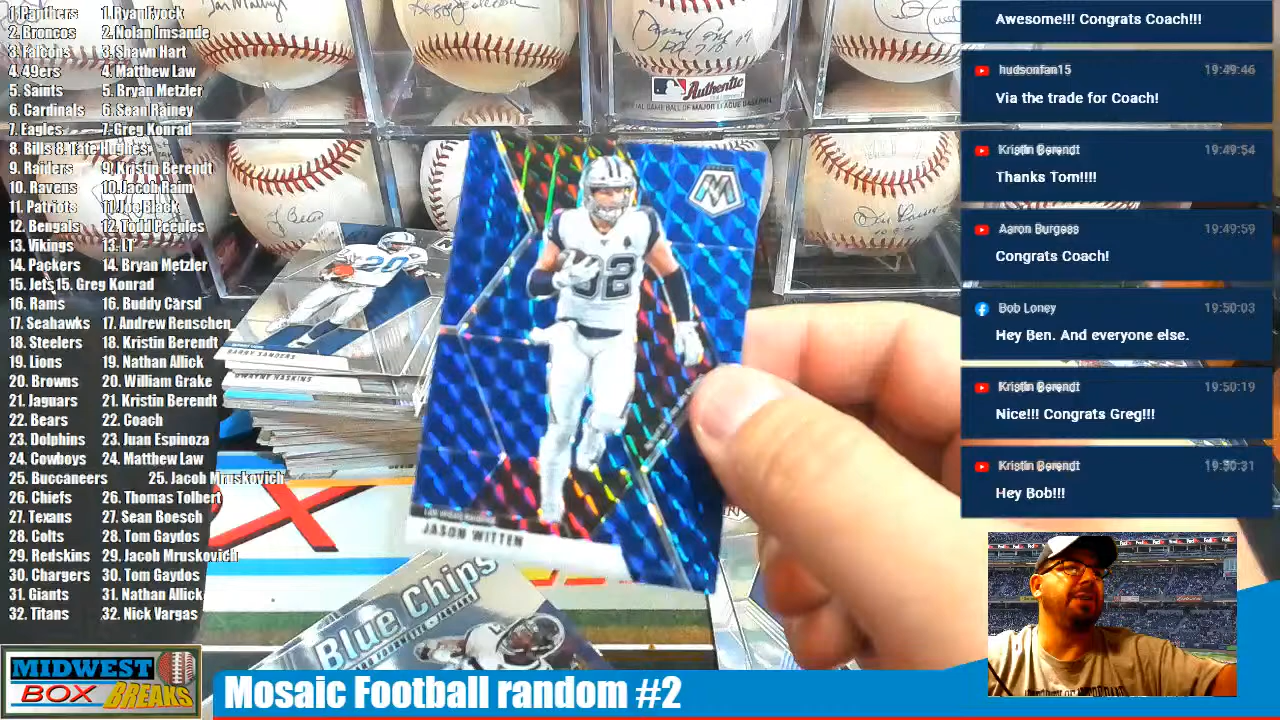 1. Panthers 1. Ryan Fyock
2. Broncos 2. Nolan Imsande
3. Falcons 3. Shawn Hart
4. 49ers 4. Matthew Law
5. Saints 5. Bryan Metzler
6. Cardinals 6. Sean Rainey
7. Eagles 7. Greg Konrad
8. Bills 8. Tate Hughes
9. Raiders 9. Kristin Berendt
10. Ravens 10. Jacob Raim
11. Patriots 11. Joe Black
12. Bengals 12. Todd Peeples
13. Vikings 13. LT
14. Packers 14. Bryan Metzler
15. Jets 15. Greg Konrad
16. Rams 16. Buddy Carsd
17. Seahawks 17. Andrew Renschen
18. Steelers 18. Kristin Berendt
19. Lions 19. Nathan Allick
20. Browns 20. William Grake
21. Jaguars 21. Kristin Berendt
22. Bears 22. Coach
23. Dolphins 23. Juan Espinoza
24. Cowboys 24. Matthew Law
25. Buccaneers 25. Jacob Mruskovich
26. Chiefs 26. Thomas Tolbert
27. Texans 27. Sean Boesch
28. Colts 28. Tom Gaydos
29. Redskins 29. Jacob Mruskovich
30. Chargers 30. Tom Gaydos
31. Giants 31. Nathan Allick
32. Titans 32. Nick Vargas
Authentic
20
BARRY SANDERS
DWAYNE HASKINS
M
82
JASON WITTEN
Blue Chips
Awesome!!! Congrats Coach!!!
hudsonfan15 19:49:46
Via the trade for Coach!
Kristin Berendt 19:49:54
Thanks Tom!!!!
Aaron Burgess 19:49:59
Congrats Coach!
Bob Loney 19:50:03
Hey Ben. And everyone else.
Kristin Berendt 19:50:19
Nice!!! Congrats Greg!!!
Kristin Berendt 19:50:31
Hey Bob!!!
MIDWEST
BOX BREAKS
Mosaic Football random #2